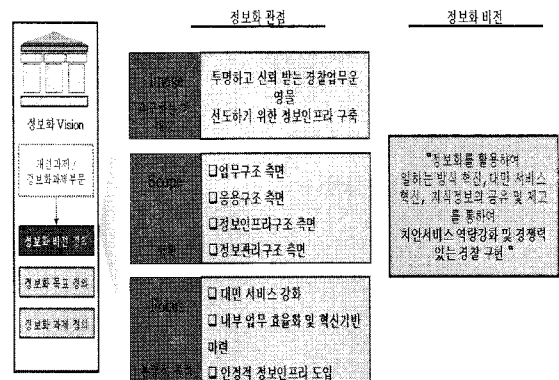 정보화 관점
정보화 비전
정보화 Vision
개선과제 /
정보화과제부문
정보화 비전 정의
정보화 목표 정의
정보화 과제 정의
투명하고 신뢰 받는 경찰업무운
영물
선도하기 위한 정보인프라 구축
Scope
❑업무구조 측면
❑응용구조 측면
❑정보인프라구조 측면
❑정보관리구조 측면
❑ 대민 서비스 강화
❑ 내부 업무 효율화 및 혁신기반
마련
❑ 안정적 정보인프라 도입
"정보화를 활용하여
일하는 방식 혁신, 대민 서비스
혁신, 지식정보의 공유 및 제고
를 통하여
치안서비스 역량강화 및 경쟁력
있는 경찰 구현 "